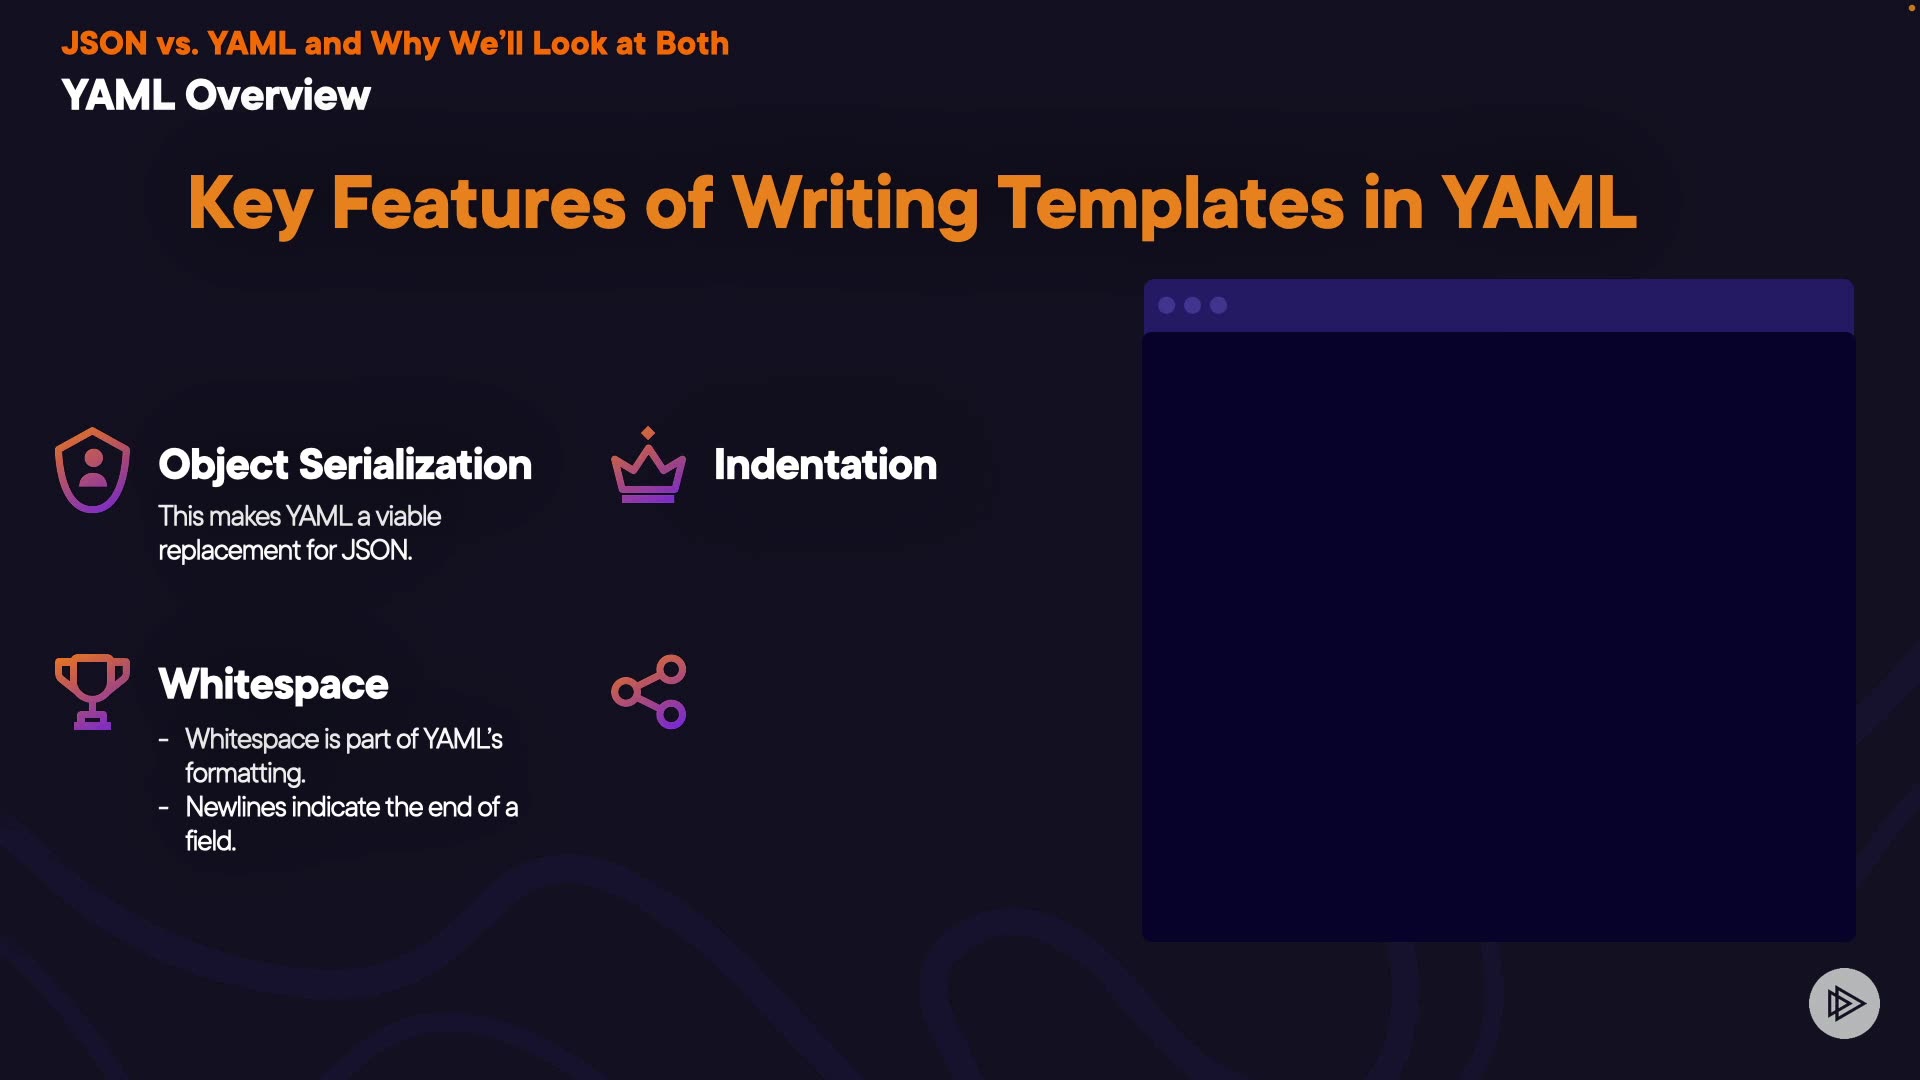 JSON vs. YAML and Why We’ll Look at Both
YAML Overview
Key Features of Writing Templates in YAML
Object Serialization
This makes YAML a viable
replacement for JSON.
Indentation
Whitespace
- Whitespace is part of YAML’s
formatting.
- Newlines indicate the end of a
field.